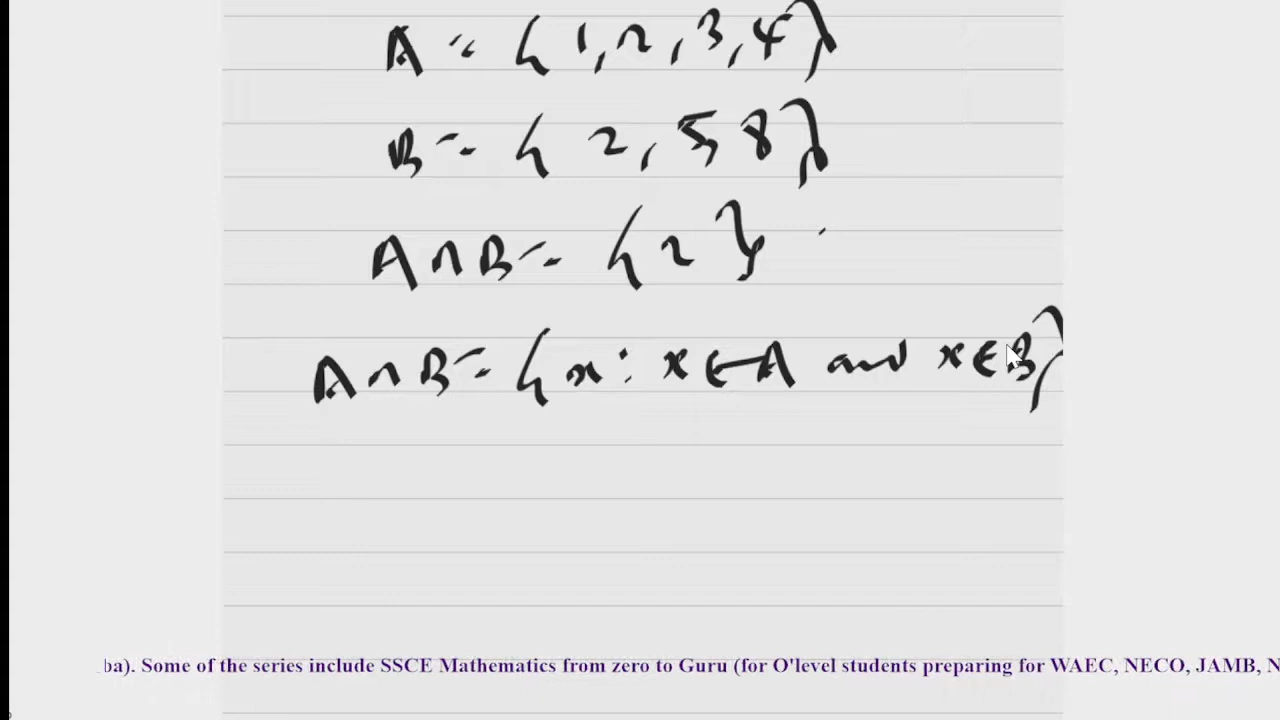 A = {1,2,3,4}
B = {2,5 8}
A∩B = {2}
A∩B = {x : x∈A and x∈B}
ba). Some of the series include SSCE Mathematics from zero to Guru (for O'level students preparing for WAEC, NECO, JAMB, N